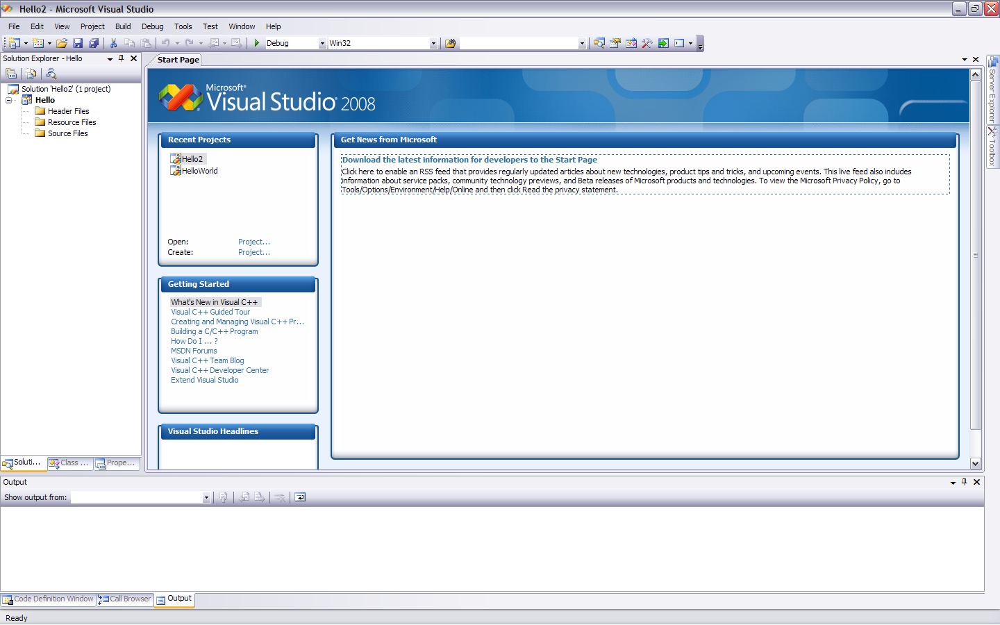 Hello2 - Microsoft Visual Studio
File Edit View Project Build Debug Tools Test Window Help
Debug Win32
Solution Explorer - Hello
Solution 'Hello2' (1 project)
Hello
Header Files
Resource Files
Source Files
Soluti... Class ... Prope...
Start Page
Microsoft®
Visual Studio® 2008
Recent Projects
Hello2
HelloWorld
Open: Project...
Create: Project...
Getting Started
What's New in Visual C++
Visual C++ Guided Tour
Creating and Managing Visual C++ Pr...
Building a C/C++ Program
How Do I ... ?
MSDN Forums
Visual C++ Team Blog
Visual C++ Developer Center
Extend Visual Studio
Visual Studio Headlines
Get News from Microsoft
Download the latest information for developers to the Start Page
Click here to enable an RSS feed that provides regularly updated articles about new technologies, product tips and tricks, and upcoming events. This live feed also includes
information about service packs, community technology previews, and Beta releases of Microsoft products and technologies. To view the Microsoft Privacy Policy, go to
Tools/Options/Environment/Help/Online and then click Read the privacy statement.
Server Explorer
Toolbox
Output
Show output from:
Code Definition Window Call Browser Output
Ready